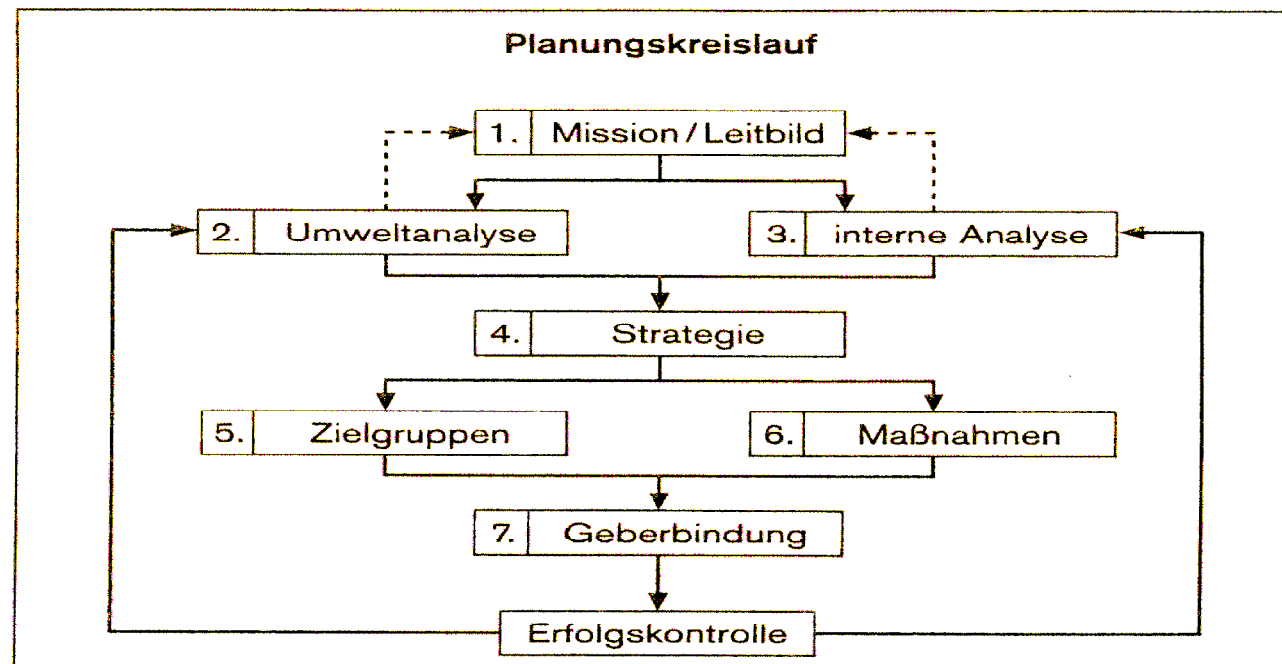 Planungskreislauf
1. Mission / Leitbild
2. Umweltanalyse
3. interne Analyse
4. Strategie
5. Zielgruppen
6. Maßnahmen
7. Geberbindung
Erfolgskontrolle